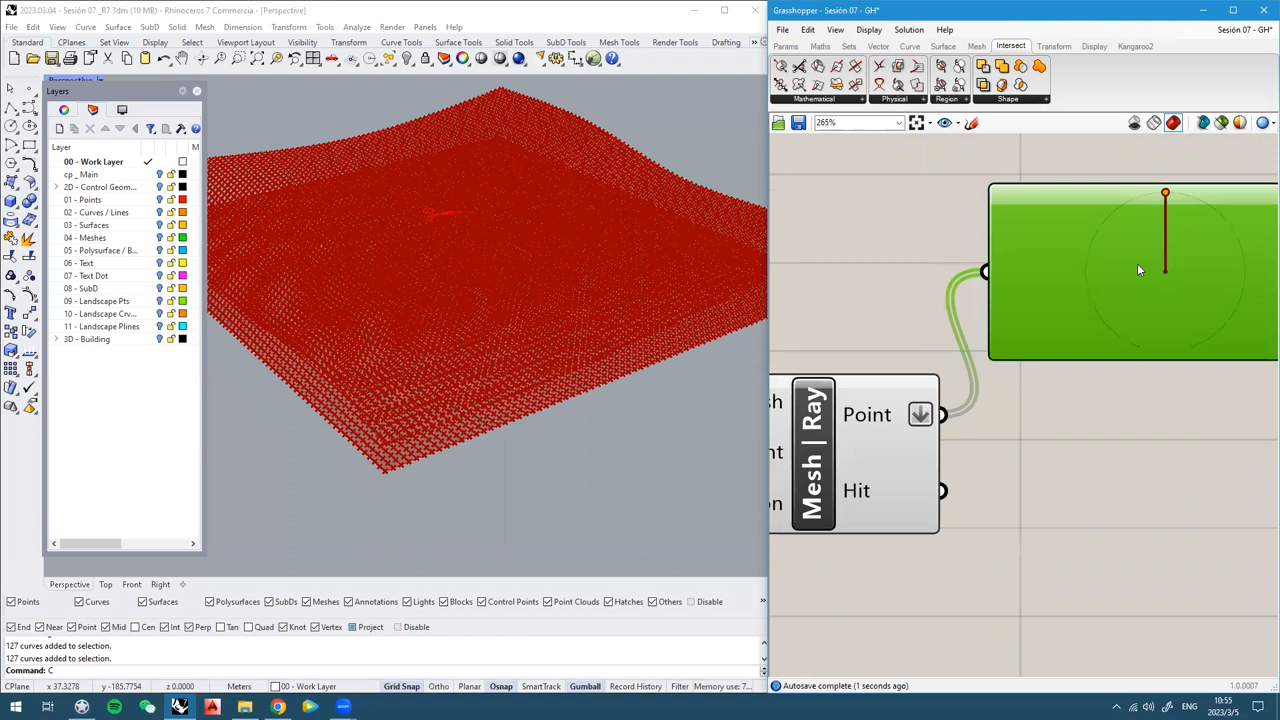 2023.03.04 - Sesión 07_R7.3dm (10 MB) - Rhinoceros 7 Commercia - [Perspective]
File Edit View Curve Surface SubD Solid Mesh Dimension Transform Tools Analyze Render Panels Help
Standard CPlanes Set View Display Select Viewport Layout Visibility Transform Curve Tools Surface Tools Solid Tools SubD Tools Mesh Tools Render Tools Drafting »
Perspective
Layers
Layer M
00 - Work Layer
cp _ Main
2D - Control Geom...
01 - Points
02 - Curves / Lines
03 - Surfaces
04 - Meshes
05 - Polysurface / B...
06 - Text
07 - Text Dot
08 - SubD
09 - Landscape Pts
10 - Landscape Crv...
11 - Landscape Plines
3D - Building
Perspective Top Front Right
Points Curves Surfaces Polysurfaces SubDs Meshes Annotations Lights Blocks Control Points Point Clouds Hatches Others Disable »
End Near Point Mid Cen Int Perp Tan Quad Knot Vertex Project Disable
127 curves added to selection.
127 curves added to selection.
Command: C
CPlane x 37.3278 y -185.7754 z 0.0000 Meters 00 - Work Layer Grid Snap Ortho Planar Osnap SmartTrack Gumball Record History Filter Memory use: 7...
Grasshopper - Sesión 07 - GH*
File Edit View Display Solution Help Sesión 07 - GH*
Params Maths Sets Vector Curve Surface Mesh Intersect Transform Display Kangaroo2
Mathematical Physical Region Shape
265%
sh Point
nt Mesh | Ray
on Hit
Autosave complete (1 seconds ago) 1.0.0007
ENG 10:55
2023/3/5